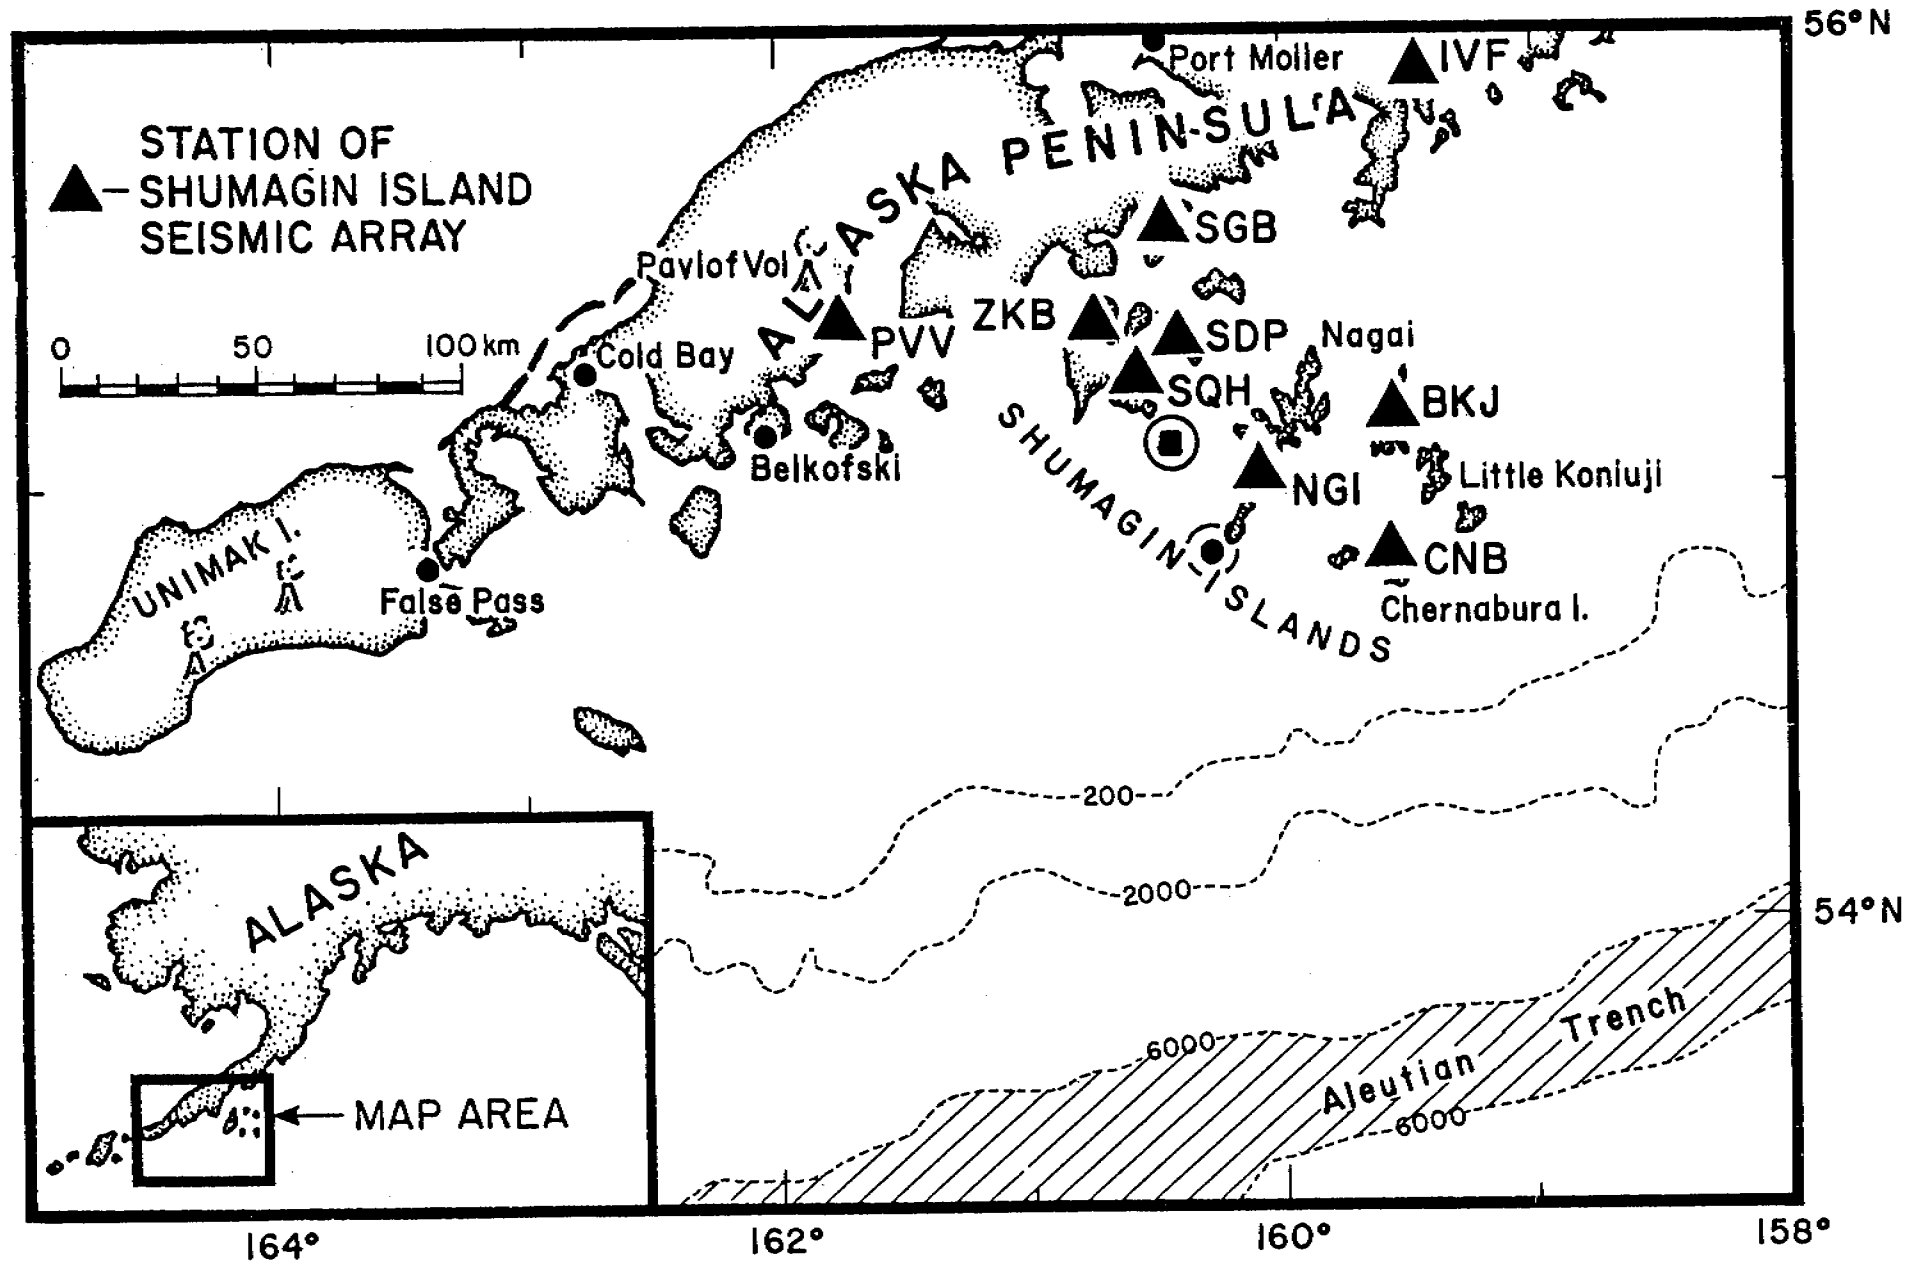 56°N
Port Moller
IVF
STATION OF
SHUMAGIN ISLAND
SEISMIC ARRAY
ALASKA PENINSULA
SGB
Pavlof Vol
ZKB
PVV
SDP
Nagai
0 50 100 km
Cold Bay
SQH
BKJ
Belkofski
NGI
Little Koniuji
SHUMAGIN ISLANDS
UNIMAK I.
CNB
False Pass
Chernabura I.
200
2000
54°N
ALASKA
6000
Aleutian Trench
6000
MAP AREA
164° 162° 160° 158°